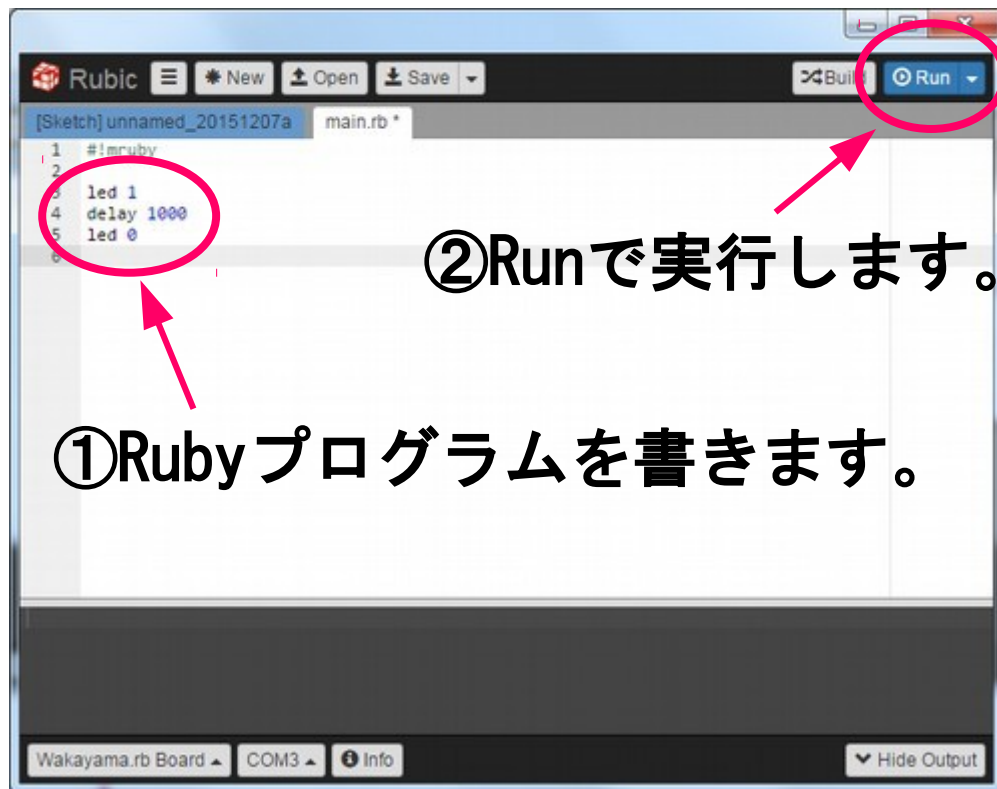 Rubic New Open Save Build Run
[Sketch] unnamed_20151207a main.rb *
1 #!mruby
2
3 led 1
4 delay 1000
5 led 0
6
②Runで実行します。
①Rubyプログラムを書きます。
Wakayama.rb Board COM3 Info Hide Output